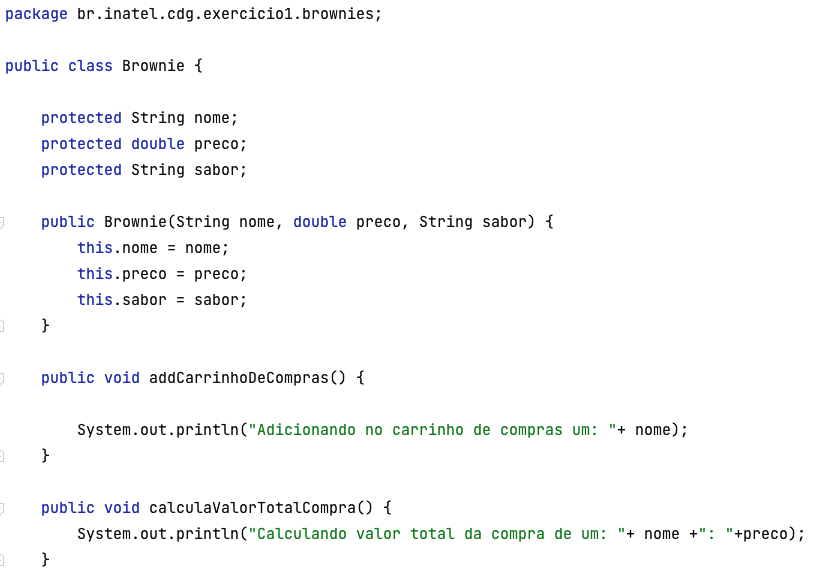 package br.inatel.cdg.exercicio1.brownies;
public class Brownie {
protected String nome;
protected double preco;
protected String sabor;
public Brownie(String nome, double preco, String sabor) {
this.nome = nome;
this.preco = preco;
this.sabor = sabor;
}
public void addCarrinhoDeCompras() {
System.out.println("Adicionando no carrinho de compras um: "+ nome);
}
public void calculaValorTotalCompra() {
System.out.println("Calculando valor total da compra de um: "+ nome +": "+preco);
}